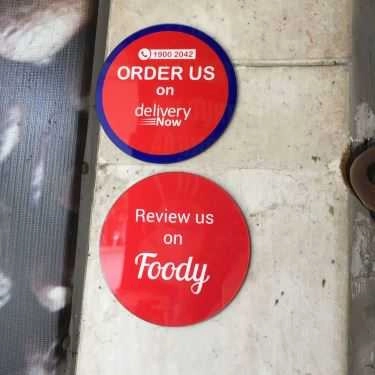 1900 2042
ORDER US
on
delivery
Now
Review us
on
Foody